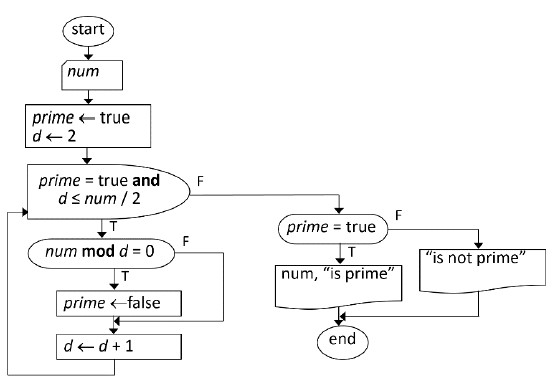 start
num
prime ← true
d ← 2
prime = true and
d ≤ num / 2
F
T
num mod d = 0
F
T
prime ←false
d ← d + 1
prime = true
F
T
num, “is prime”
“is not prime”
end